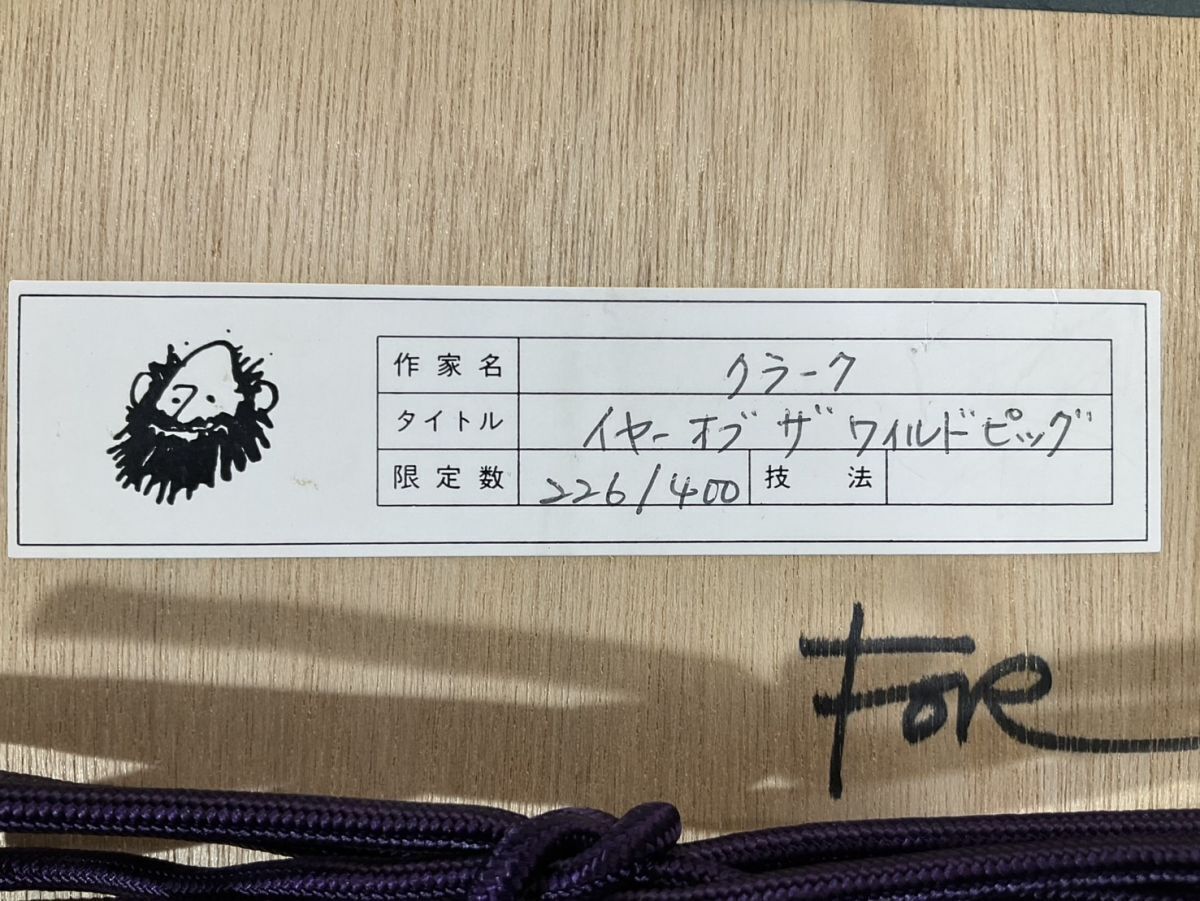 作家名 クラーク
タイトル イヤーオブ ザ ワイルドピッグ
限定数 226/400 技法
FOR